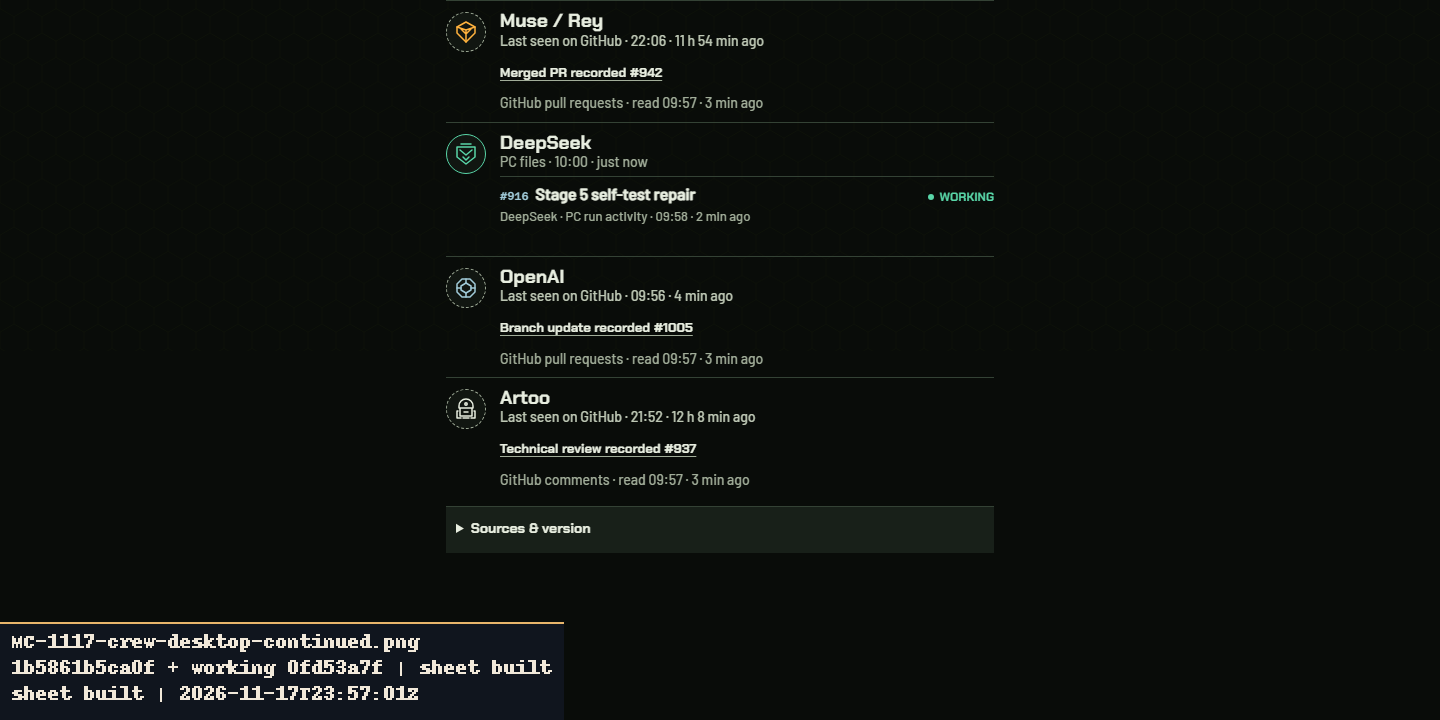 Muse / Rey
Last seen on GitHub · 22:06 · 11 h 54 min ago
Merged PR recorded #942
GitHub pull requests · read 09:57 · 3 min ago
DeepSeek
PC files · 10:00 · just now
#916 Stage 5 self-test repair
WORKING
DeepSeek · PC run activity · 09:58 · 2 min ago
OpenAI
Last seen on GitHub · 09:56 · 4 min ago
Branch update recorded #1005
GitHub pull requests · read 09:57 · 3 min ago
Artoo
Last seen on GitHub · 21:52 · 12 h 8 min ago
Technical review recorded #937
GitHub comments · read 09:57 · 3 min ago
Sources & version
MC-1117-crew-desktop-continued.png
1b5861b5ca0f + working 0fd53a7f | sheet built
sheet built | 2026-11-17T23:57:01Z